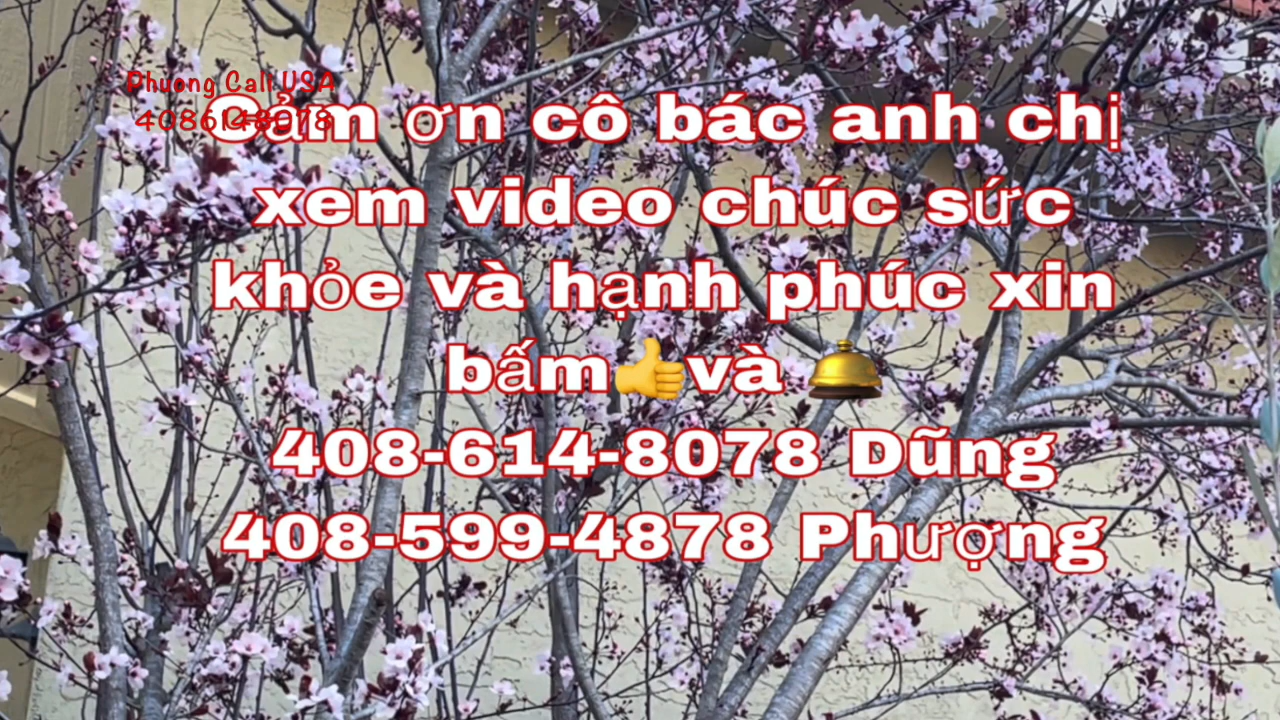 Phuong Cali USA
4086148078
Cảm ơn cô bác anh chị
xem video chúc sức
khỏe và hạnh phúc xin
bấm👍và 🛎
408-614-8078 Dũng
408-599-4878 Phượng